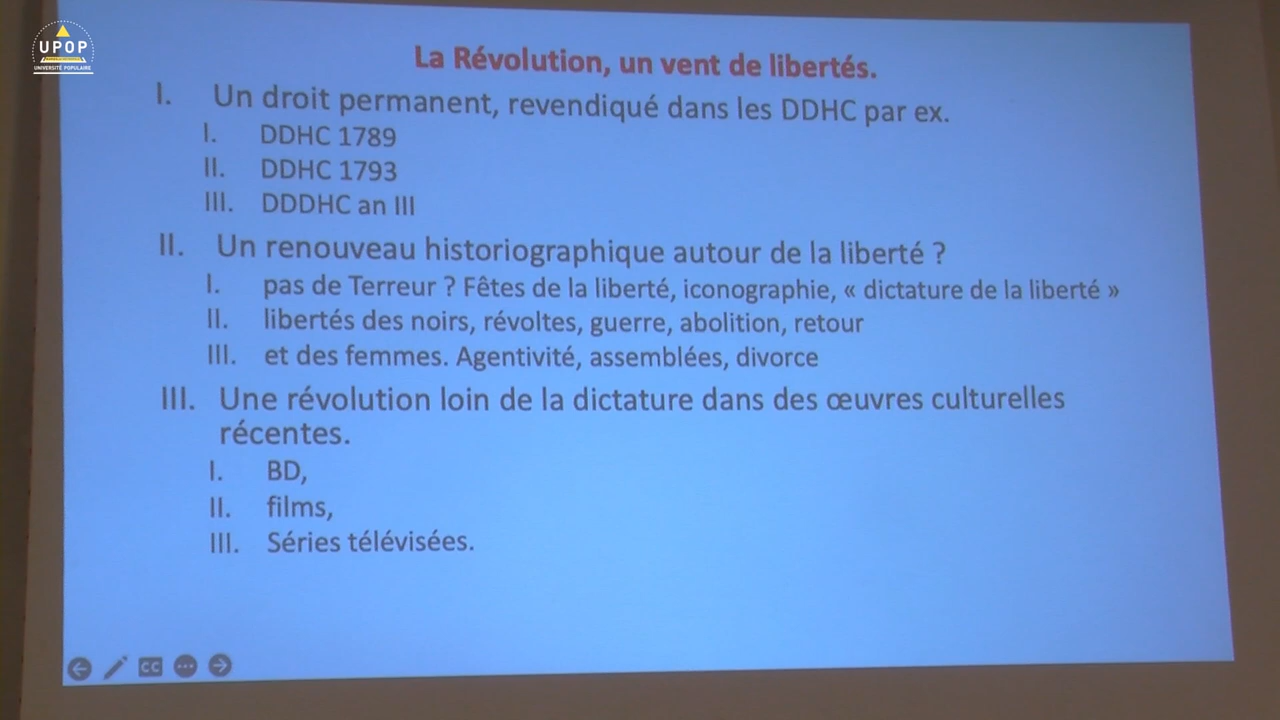 UPOP
UNIVERSITÉ POPULAIRE
La Révolution, un vent de libertés.
I. Un droit permanent, revendiqué dans les DDHC par ex.
I. DDHC 1789
II. DDHC 1793
III. DDDHC an III
II. Un renouveau historiographique autour de la liberté ?
I. pas de Terreur ? Fêtes de la liberté, iconographie, « dictature de la liberté »
II. libertés des noirs, révoltes, guerre, abolition, retour
III. et des femmes. Agentivité, assemblées, divorce
III. Une révolution loin de la dictature dans des œuvres culturelles
récentes.
I. BD,
II. films,
III. Séries télévisées.
CC